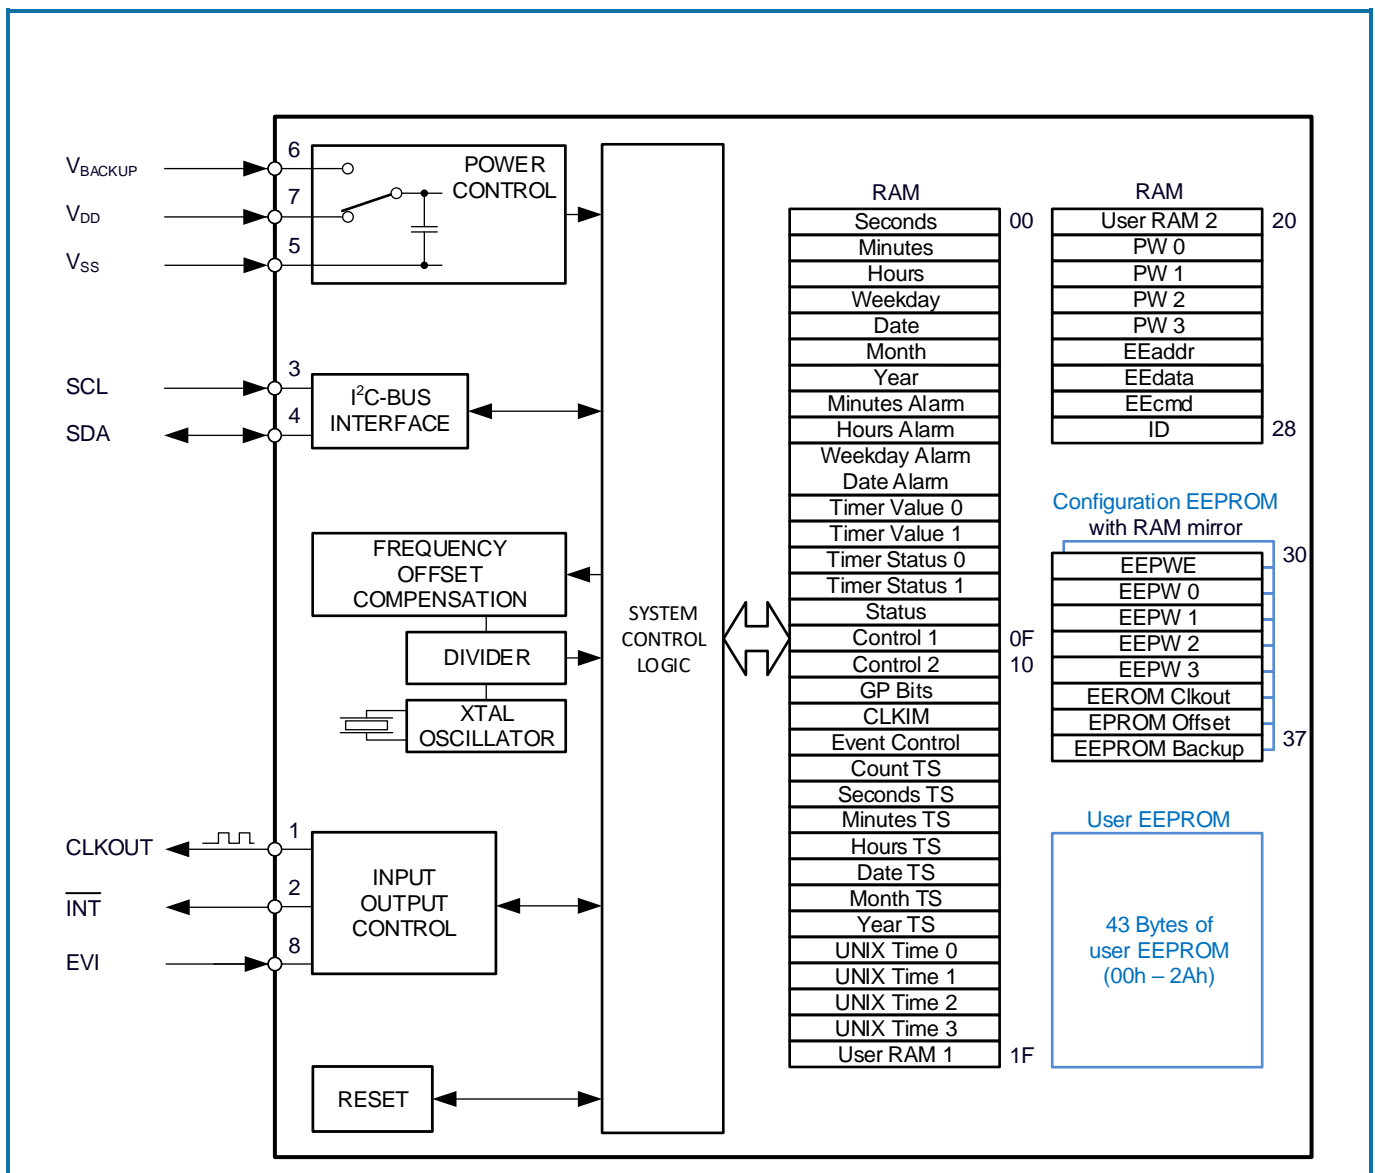 V_BACKUP
6
V_DD
7
V_SS
5
POWER
CONTROL
SCL
3
SDA
4
I²C-BUS
INTERFACE
FREQUENCY
OFFSET
COMPENSATION
DIVIDER
XTAL
OSCILLATOR
CLKOUT
1
INT
2
EVI
8
INPUT
OUTPUT
CONTROL
RESET
SYSTEM
CONTROL
LOGIC
RAM
Seconds 00
Minutes
Hours
Weekday
Date
Month
Year
Minutes Alarm
Hours Alarm
Weekday Alarm
Date Alarm
Timer Value 0
Timer Value 1
Timer Status 0
Timer Status 1
Status
Control 1 0F
Control 2 10
GP Bits
CLKIM
Event Control
Count TS
Seconds TS
Minutes TS
Hours TS
Date TS
Month TS
Year TS
UNIX Time 0
UNIX Time 1
UNIX Time 2
UNIX Time 3
User RAM 1 1F
RAM
User RAM 2 20
PW 0
PW 1
PW 2
PW 3
EEaddr
EEdata
EEcmd
ID 28
Configuration EEPROM
with RAM mirror
EEPWE 30
EEPW 0
EEPW 1
EEPW 2
EEPW 3
EEROM Clkout
EPROM Offset
EEPROM Backup 37
User EEPROM
43 Bytes of
user EEPROM
(00h – 2Ah)